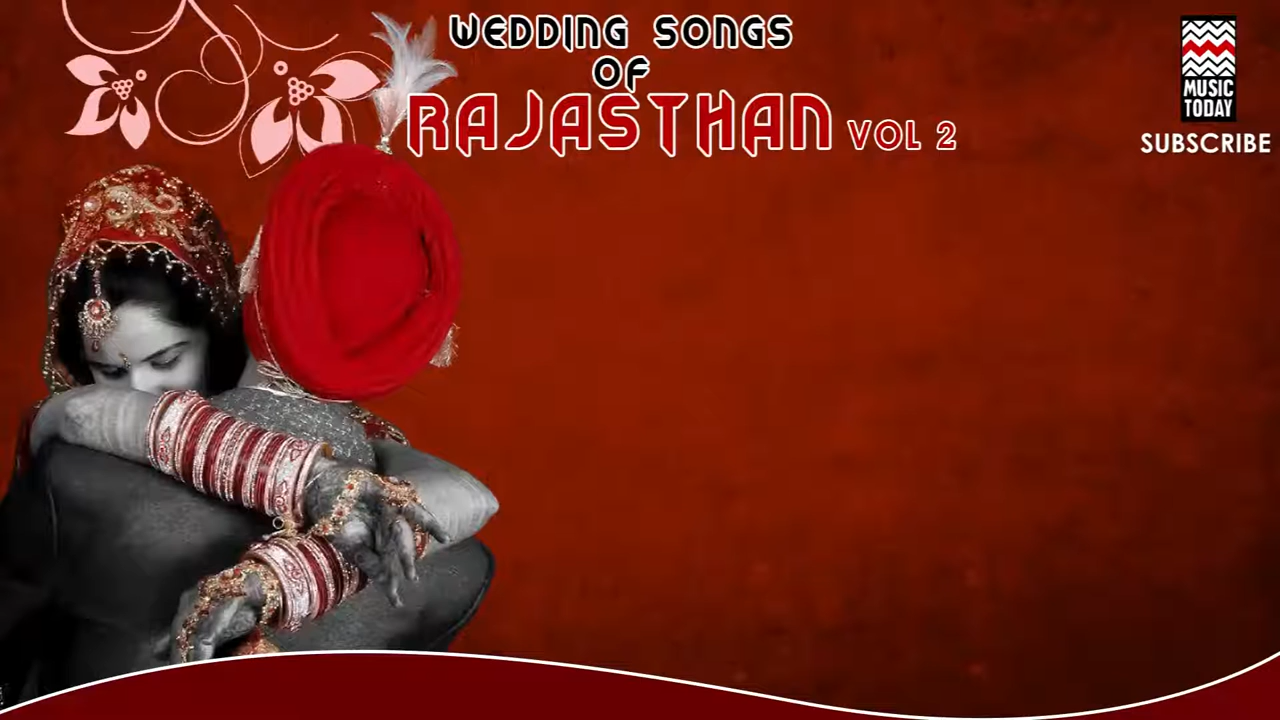 WEDDING SONGS
OF
RAJASTHAN VOL 2
MUSIC
TODAY
SUBSCRIBE